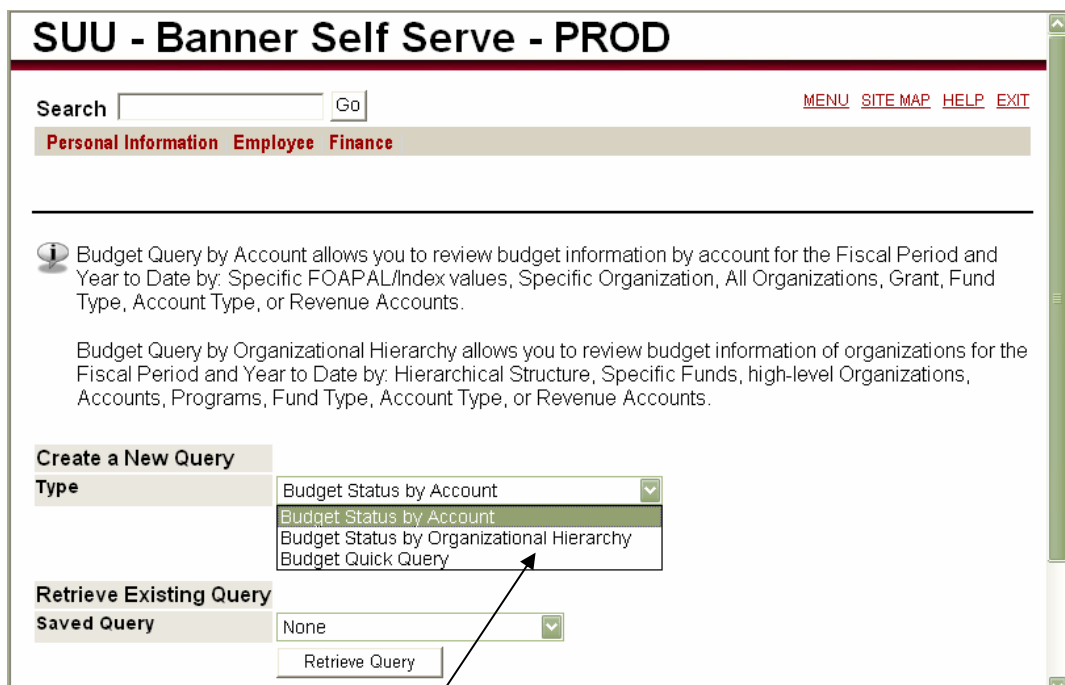 SUU - Banner Self Serve - PROD
Search Go MENU SITE MAP HELP EXIT
Personal Information Employee Finance
Budget Query by Account allows you to review budget information by account for the Fiscal Period and
Year to Date by: Specific FOAPAL/Index values, Specific Organization, All Organizations, Grant, Fund
Type, Account Type, or Revenue Accounts.
Budget Query by Organizational Hierarchy allows you to review budget information of organizations for the
Fiscal Period and Year to Date by: Hierarchical Structure, Specific Funds, high-level Organizations,
Accounts, Programs, Fund Type, Account Type, or Revenue Accounts.
Create a New Query
Type Budget Status by Account
Budget Status by Account
Budget Status by Organizational Hierarchy
Budget Quick Query
Retrieve Existing Query
Saved Query None
Retrieve Query